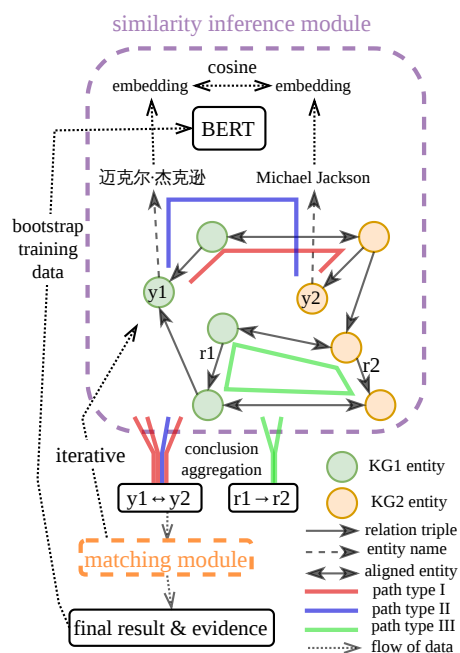 similarity inference module
cosine
embedding
embedding
BERT
迈克尔·杰克逊
Michael Jackson
bootstrap
training
data
y1
y2
r1
r2
iterative
conclusion
aggregation
y1↔y2
r1→r2
matching module
final result & evidence
KG1 entity
KG2 entity
relation triple
entity name
aligned entity
path type I
path type II
path type III
flow of data